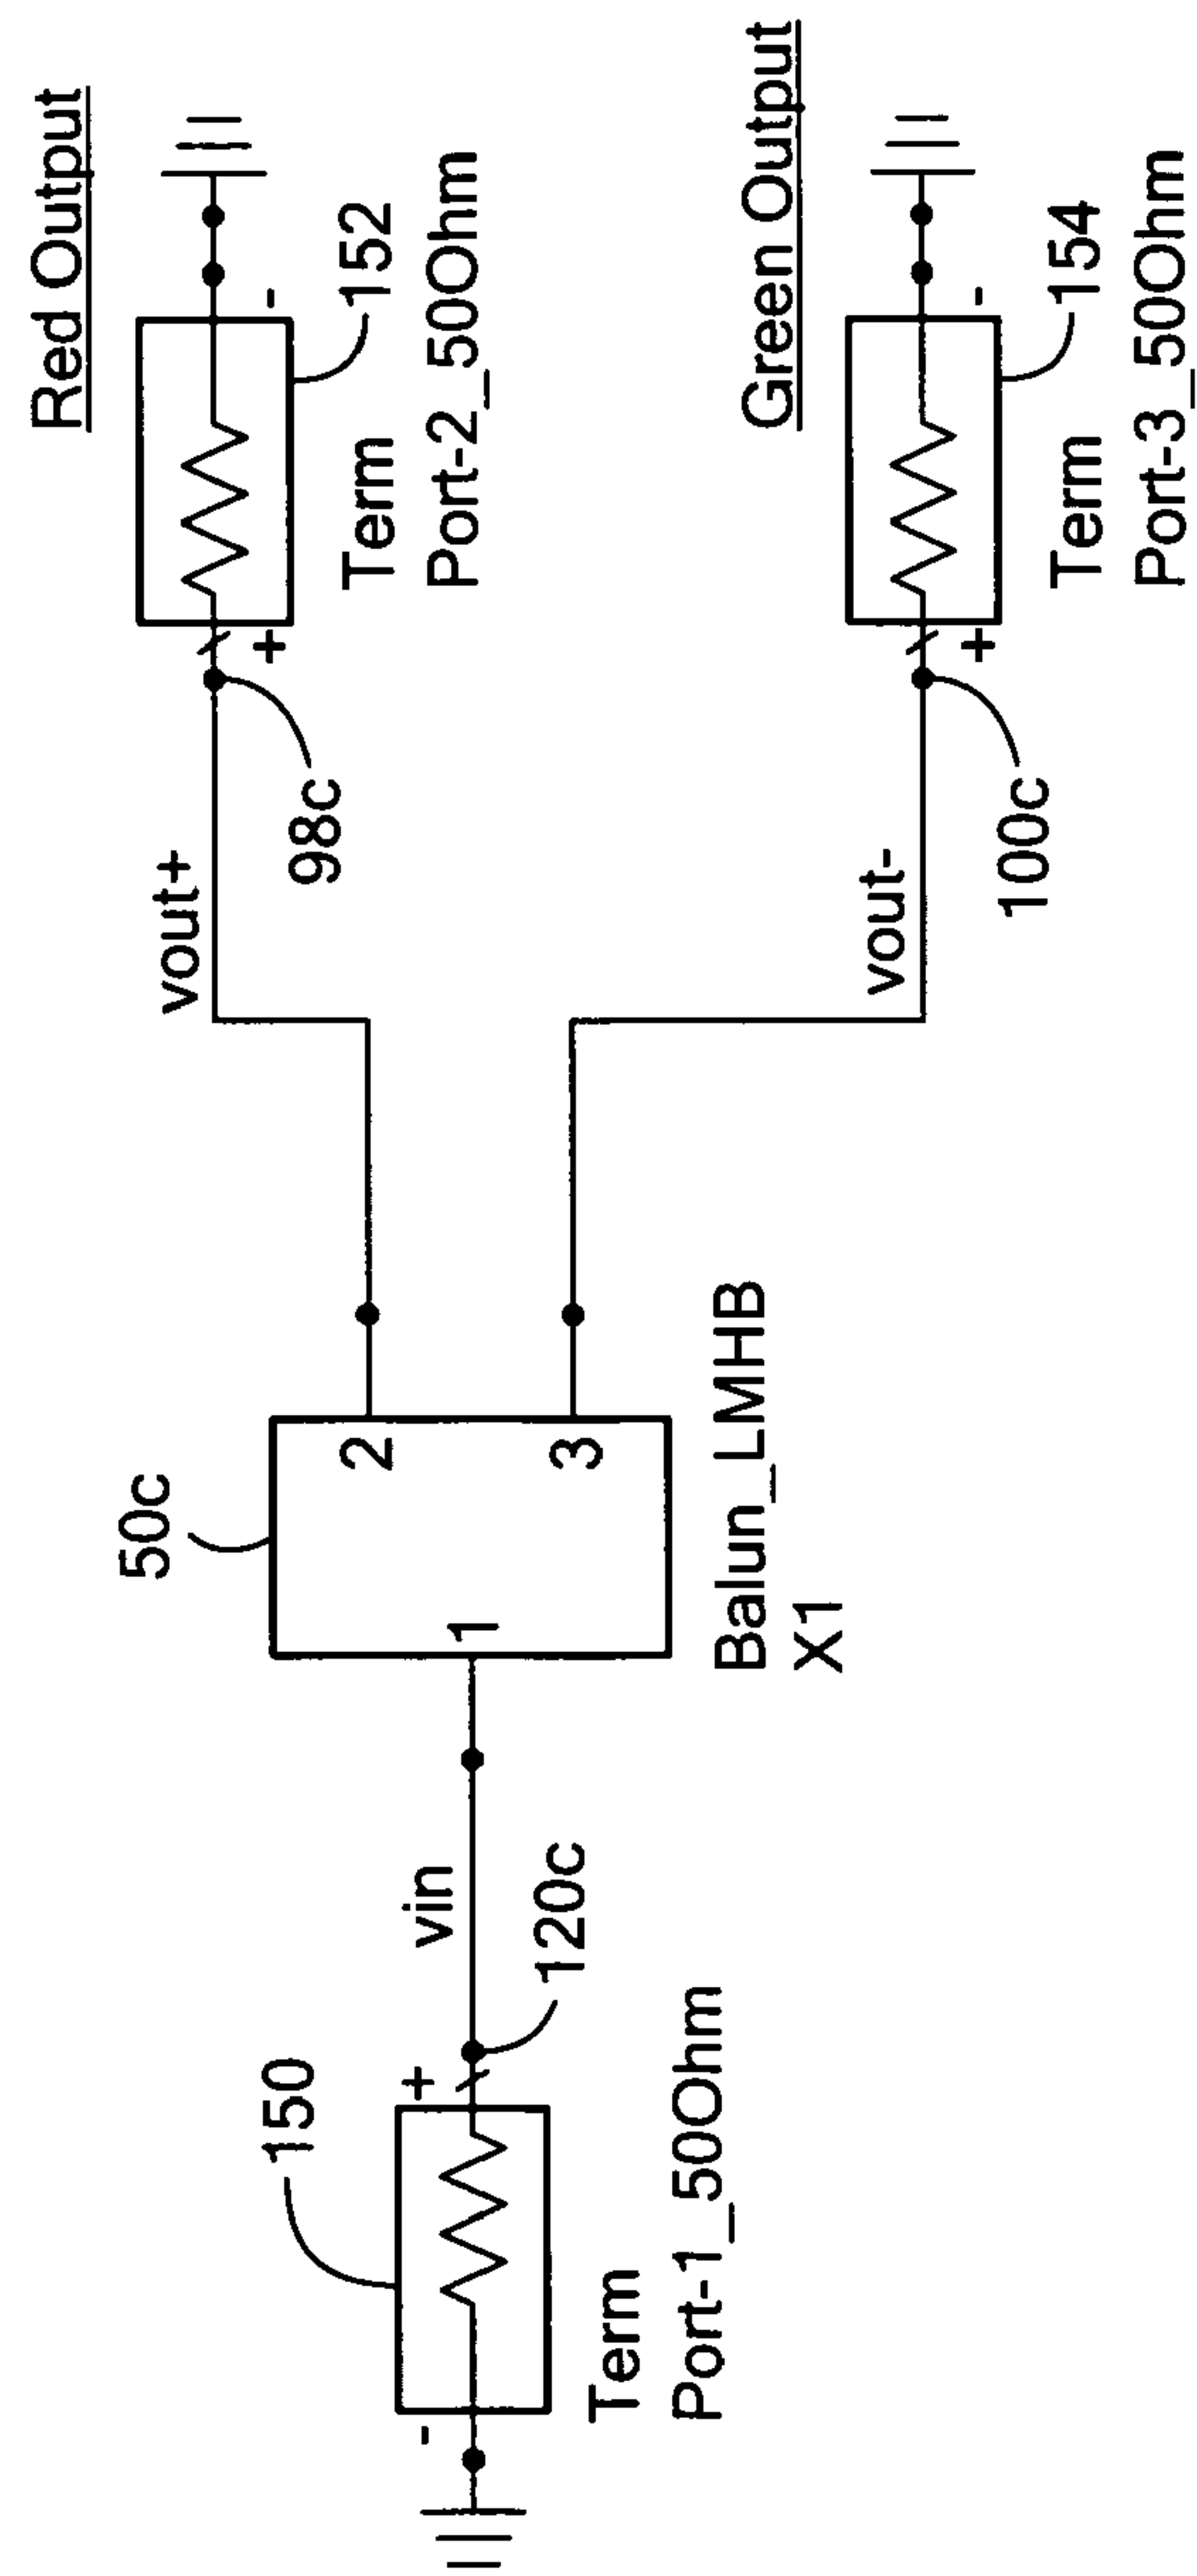 Red Output
152
-
+
Term
Port-2_50Ohm
98c
vout+
Green Output
154
-
+
Term
Port-3_50Ohm
100c
vout-
50c
1
2
3
Balun_LMHB
X1
vin
120c
150
+
-
Term
Port-1_50Ohm